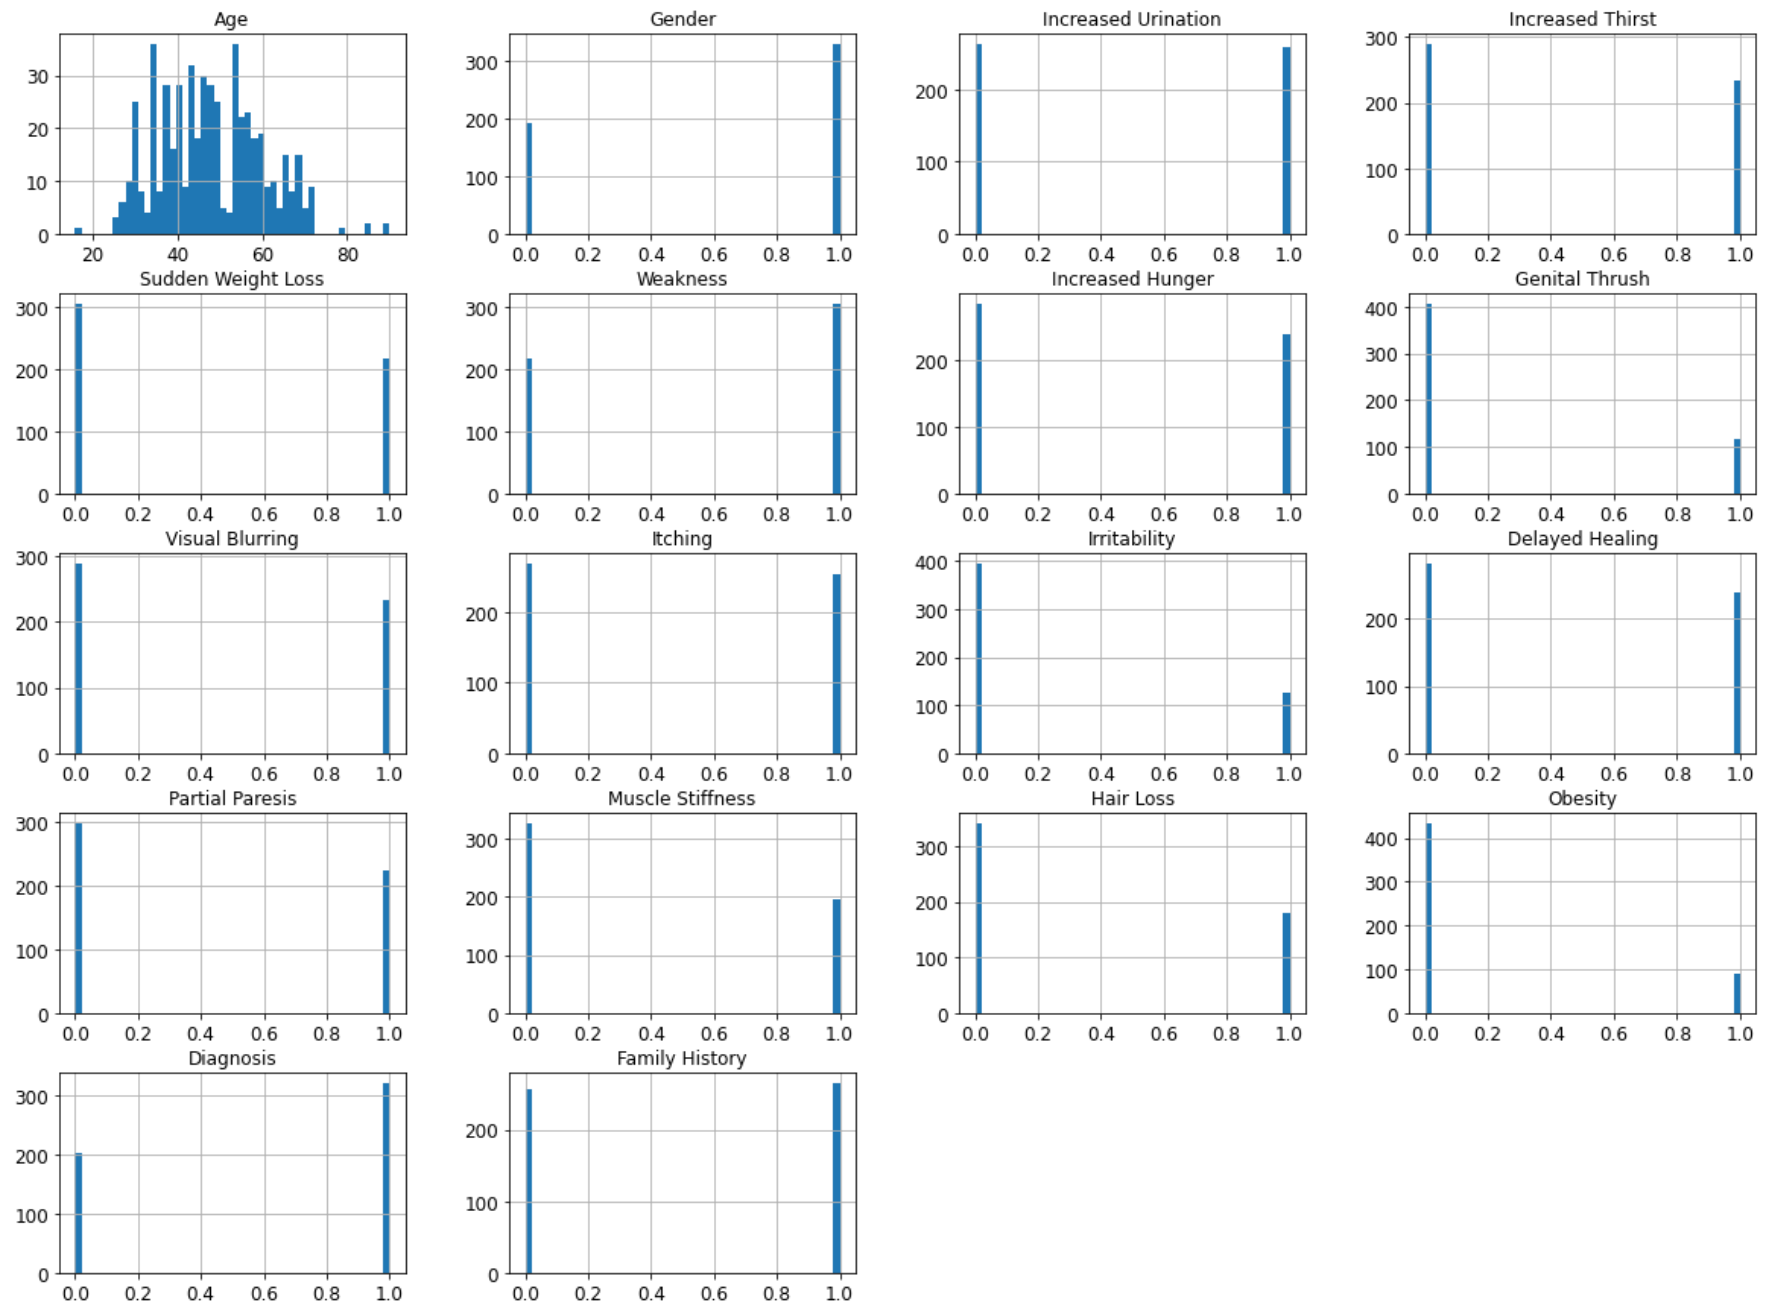 Age
30
20
10
0
20 40 60 80
Gender
300
200
100
0
0.0 0.2 0.4 0.6 0.8 1.0
Increased Urination
200
100
0
0.0 0.2 0.4 0.6 0.8 1.0
Increased Thirst
300
200
100
0
0.0 0.2 0.4 0.6 0.8 1.0
Sudden Weight Loss
300
200
100
0
0.0 0.2 0.4 0.6 0.8 1.0
Weakness
300
200
100
0
0.0 0.2 0.4 0.6 0.8 1.0
Increased Hunger
200
100
0
0.0 0.2 0.4 0.6 0.8 1.0
Genital Thrush
400
300
200
100
0
0.0 0.2 0.4 0.6 0.8 1.0
Visual Blurring
300
200
100
0
0.0 0.2 0.4 0.6 0.8 1.0
Itching
200
100
0
0.0 0.2 0.4 0.6 0.8 1.0
Irritability
400
300
200
100
0
0.0 0.2 0.4 0.6 0.8 1.0
Delayed Healing
200
100
0
0.0 0.2 0.4 0.6 0.8 1.0
Partial Paresis
300
200
100
0
0.0 0.2 0.4 0.6 0.8 1.0
Muscle Stiffness
300
200
100
0
0.0 0.2 0.4 0.6 0.8 1.0
Hair Loss
300
200
100
0
0.0 0.2 0.4 0.6 0.8 1.0
Obesity
400
300
200
100
0
0.0 0.2 0.4 0.6 0.8 1.0
Diagnosis
300
200
100
0
0.0 0.2 0.4 0.6 0.8 1.0
Family History
200
100
0
0.0 0.2 0.4 0.6 0.8 1.0